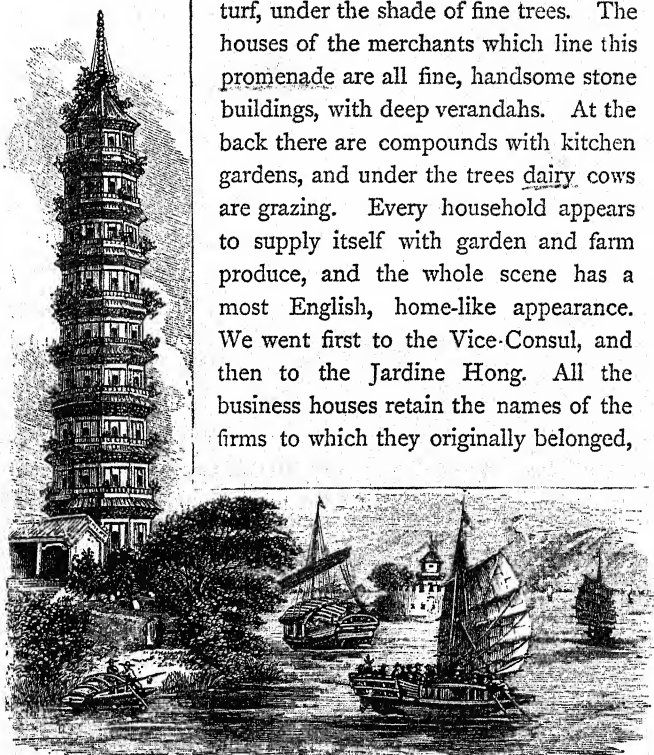 turf, under the shade of fine trees. The
houses of the merchants which line this
promenade are all fine, handsome stone
buildings, with deep verandahs. At the
back there are compounds with kitchen
gardens, and under the trees dairy cows
are grazing. Every household appears
to supply itself with garden and farm
produce, and the whole scene has a
most English, home-like appearance.
We went first to the Vice-Consul, and
then to the Jardine Hong. All the
business houses retain the names of the
firms to which they originally belonged,